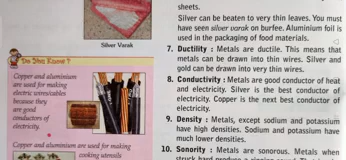 Silver Varak
Do You Know ?
Copper and aluminium
are used for making
electric wires/cables
because they
are good
conductors of
electricity.
Copper and aluminium are used for making
cooking utensils
sheets.
Silver can be beaten to very thin leaves. You must
have seen silver varak on burfee. Aluminium foil is
used in the packaging of food materials.
7. Ductility : Metals are ductile. This means that
metals can be drawn into thin wires. Silver and
gold can be drawn into very thin wires.
8. Conductivity : Metals are good conductor of heat
and electricity. Silver is the best conductor of
electricity. Copper is the next best conductor of
electricity.
9. Density : Metals, except sodium and potassium
have high densities. Sodium and potassium have
much lower densities.
10. Sonority : Metals are sonorous. Metals when
struck hard produce a